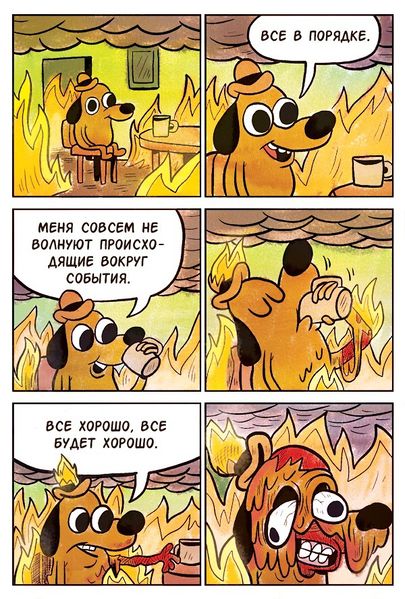 ВСЕ В ПОРЯДКЕ.
МЕНЯ СОВСЕМ НЕ
ВОЛНУЮТ ПРОИСХО-
ДЯЩИЕ ВОКРУГ
СОБЫТИЯ.
ВСЕ ХОРОШО, ВСЕ
БУДЕТ ХОРОШО.